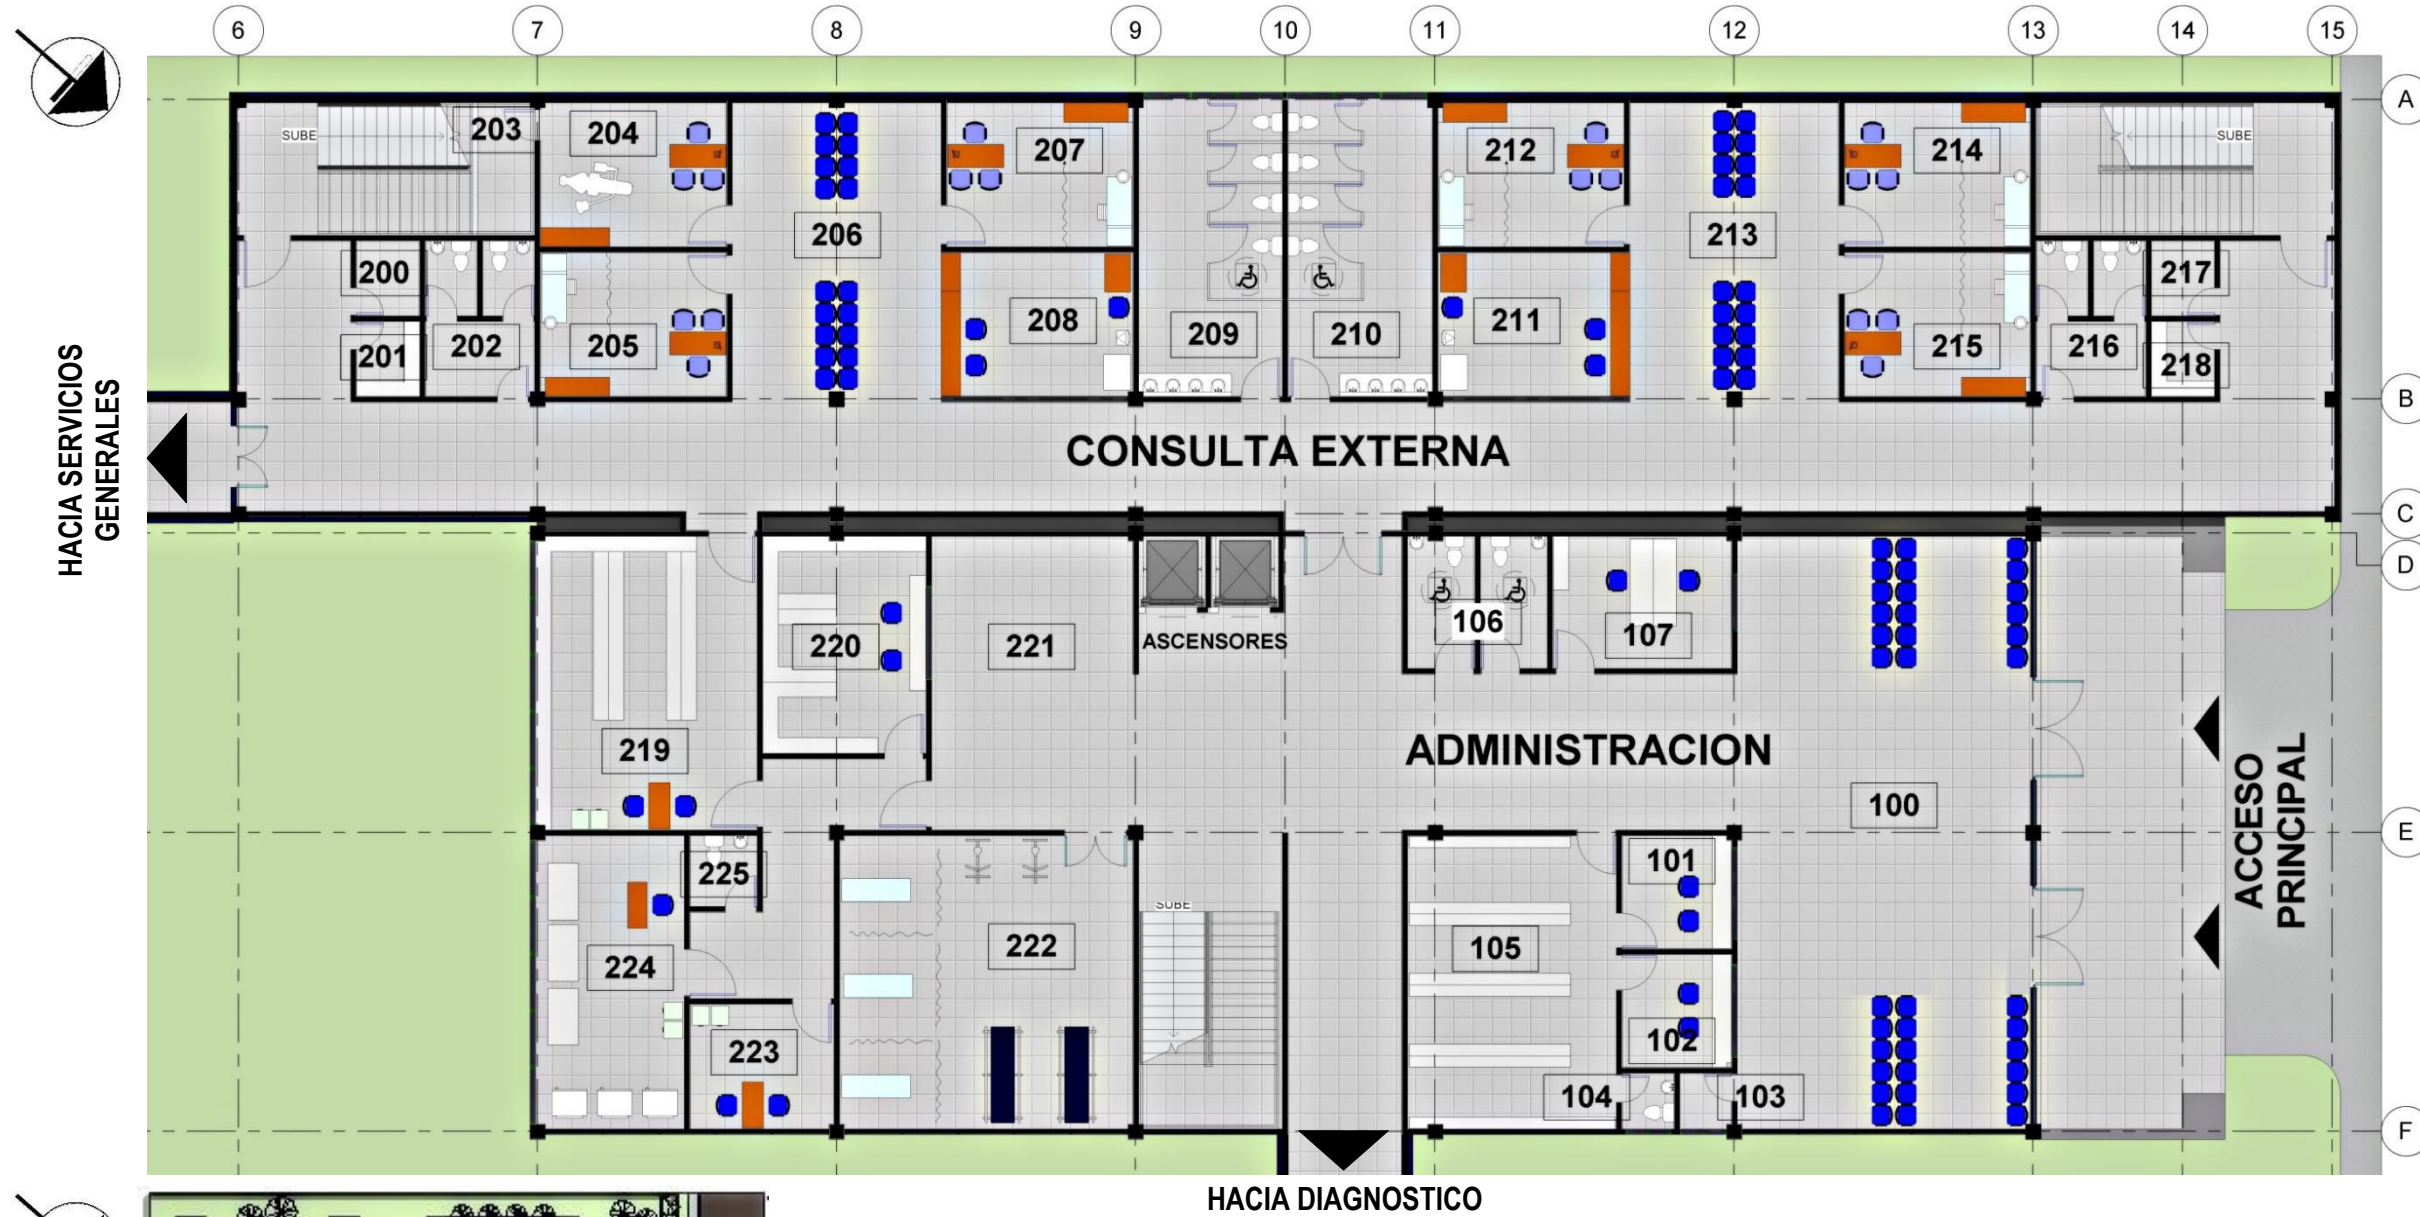 6 7 8 9 10 11 12 13 14 15
A
SUBE
203
204
207
212
214
SUBE
206
213
200
208
211
217
201
202
205
209
210
215
216
218
B
HACIA SERVICIOS
GENERALES
CONSULTA EXTERNA
C
D
106
107
220
221
ASCENSORES
219
ADMINISTRACION
100
ACCESO
PRINCIPAL
E
101
225
SUBE
222
105
224
102
223
104
103
F
HACIA DIAGNOSTICO